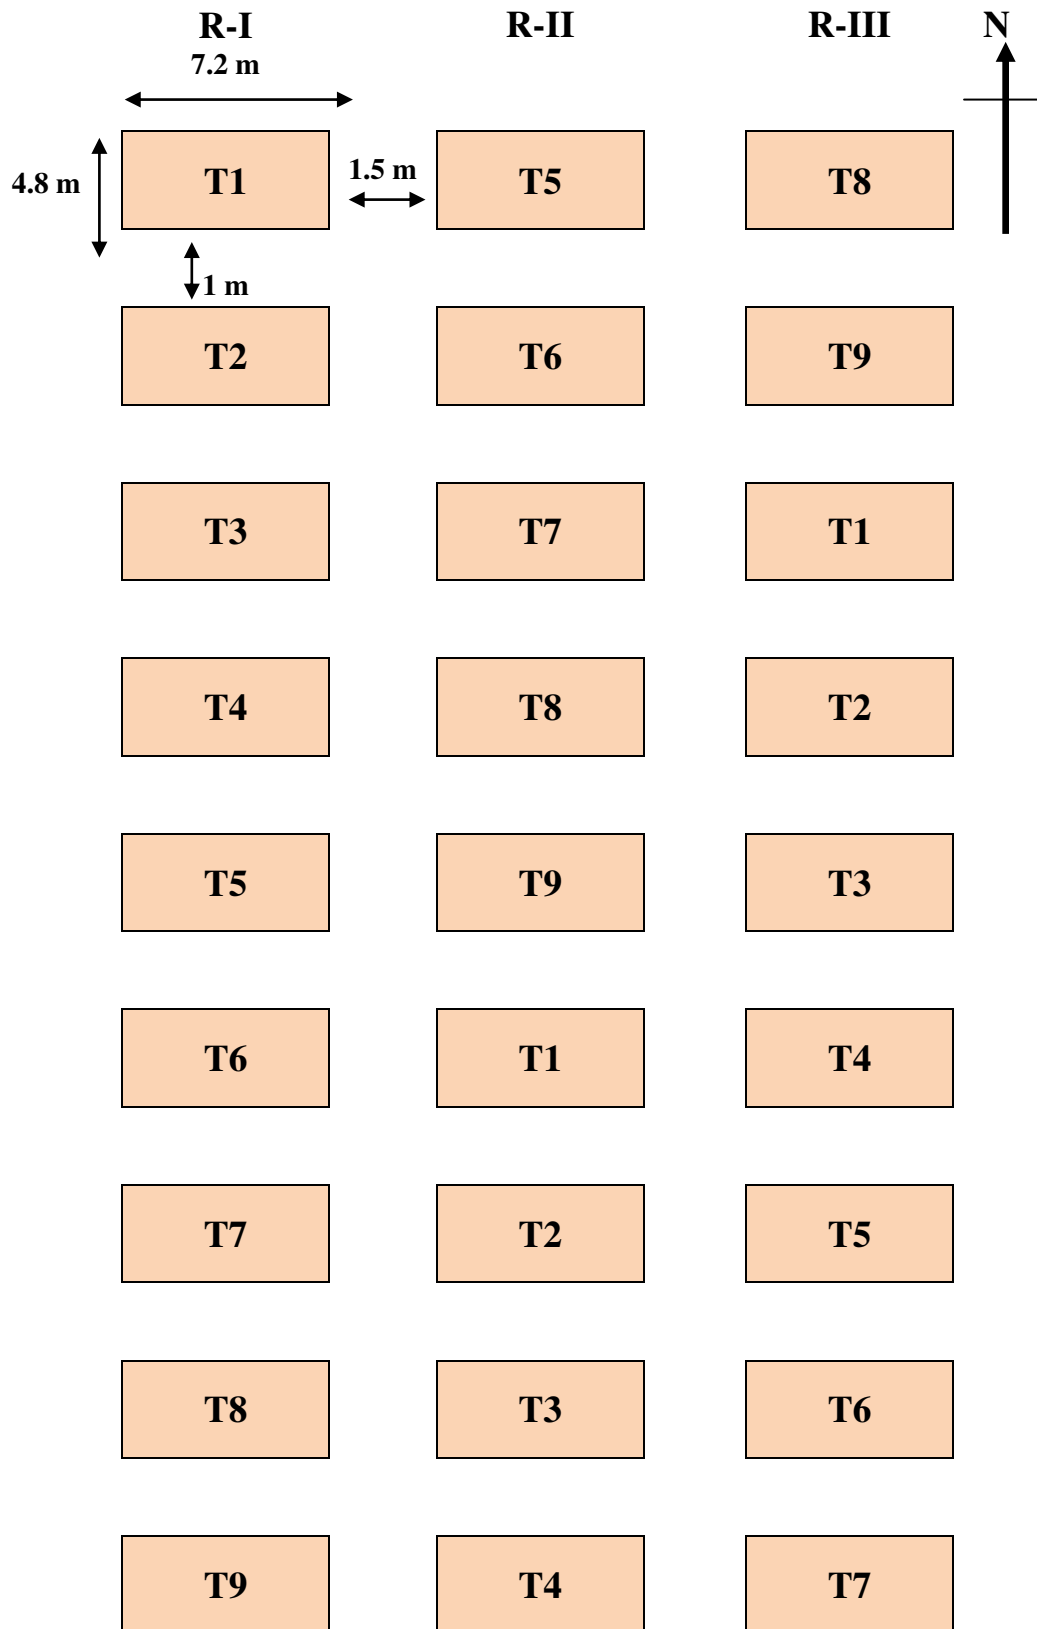 R-I R-II R-III N
7.2 m
4.8 m T1 1.5 m T5 T8
1 m
T2 T6 T9
T3 T7 T1
T4 T8 T2
T5 T9 T3
T6 T1 T4
T7 T2 T5
T8 T3 T6
T9 T4 T7